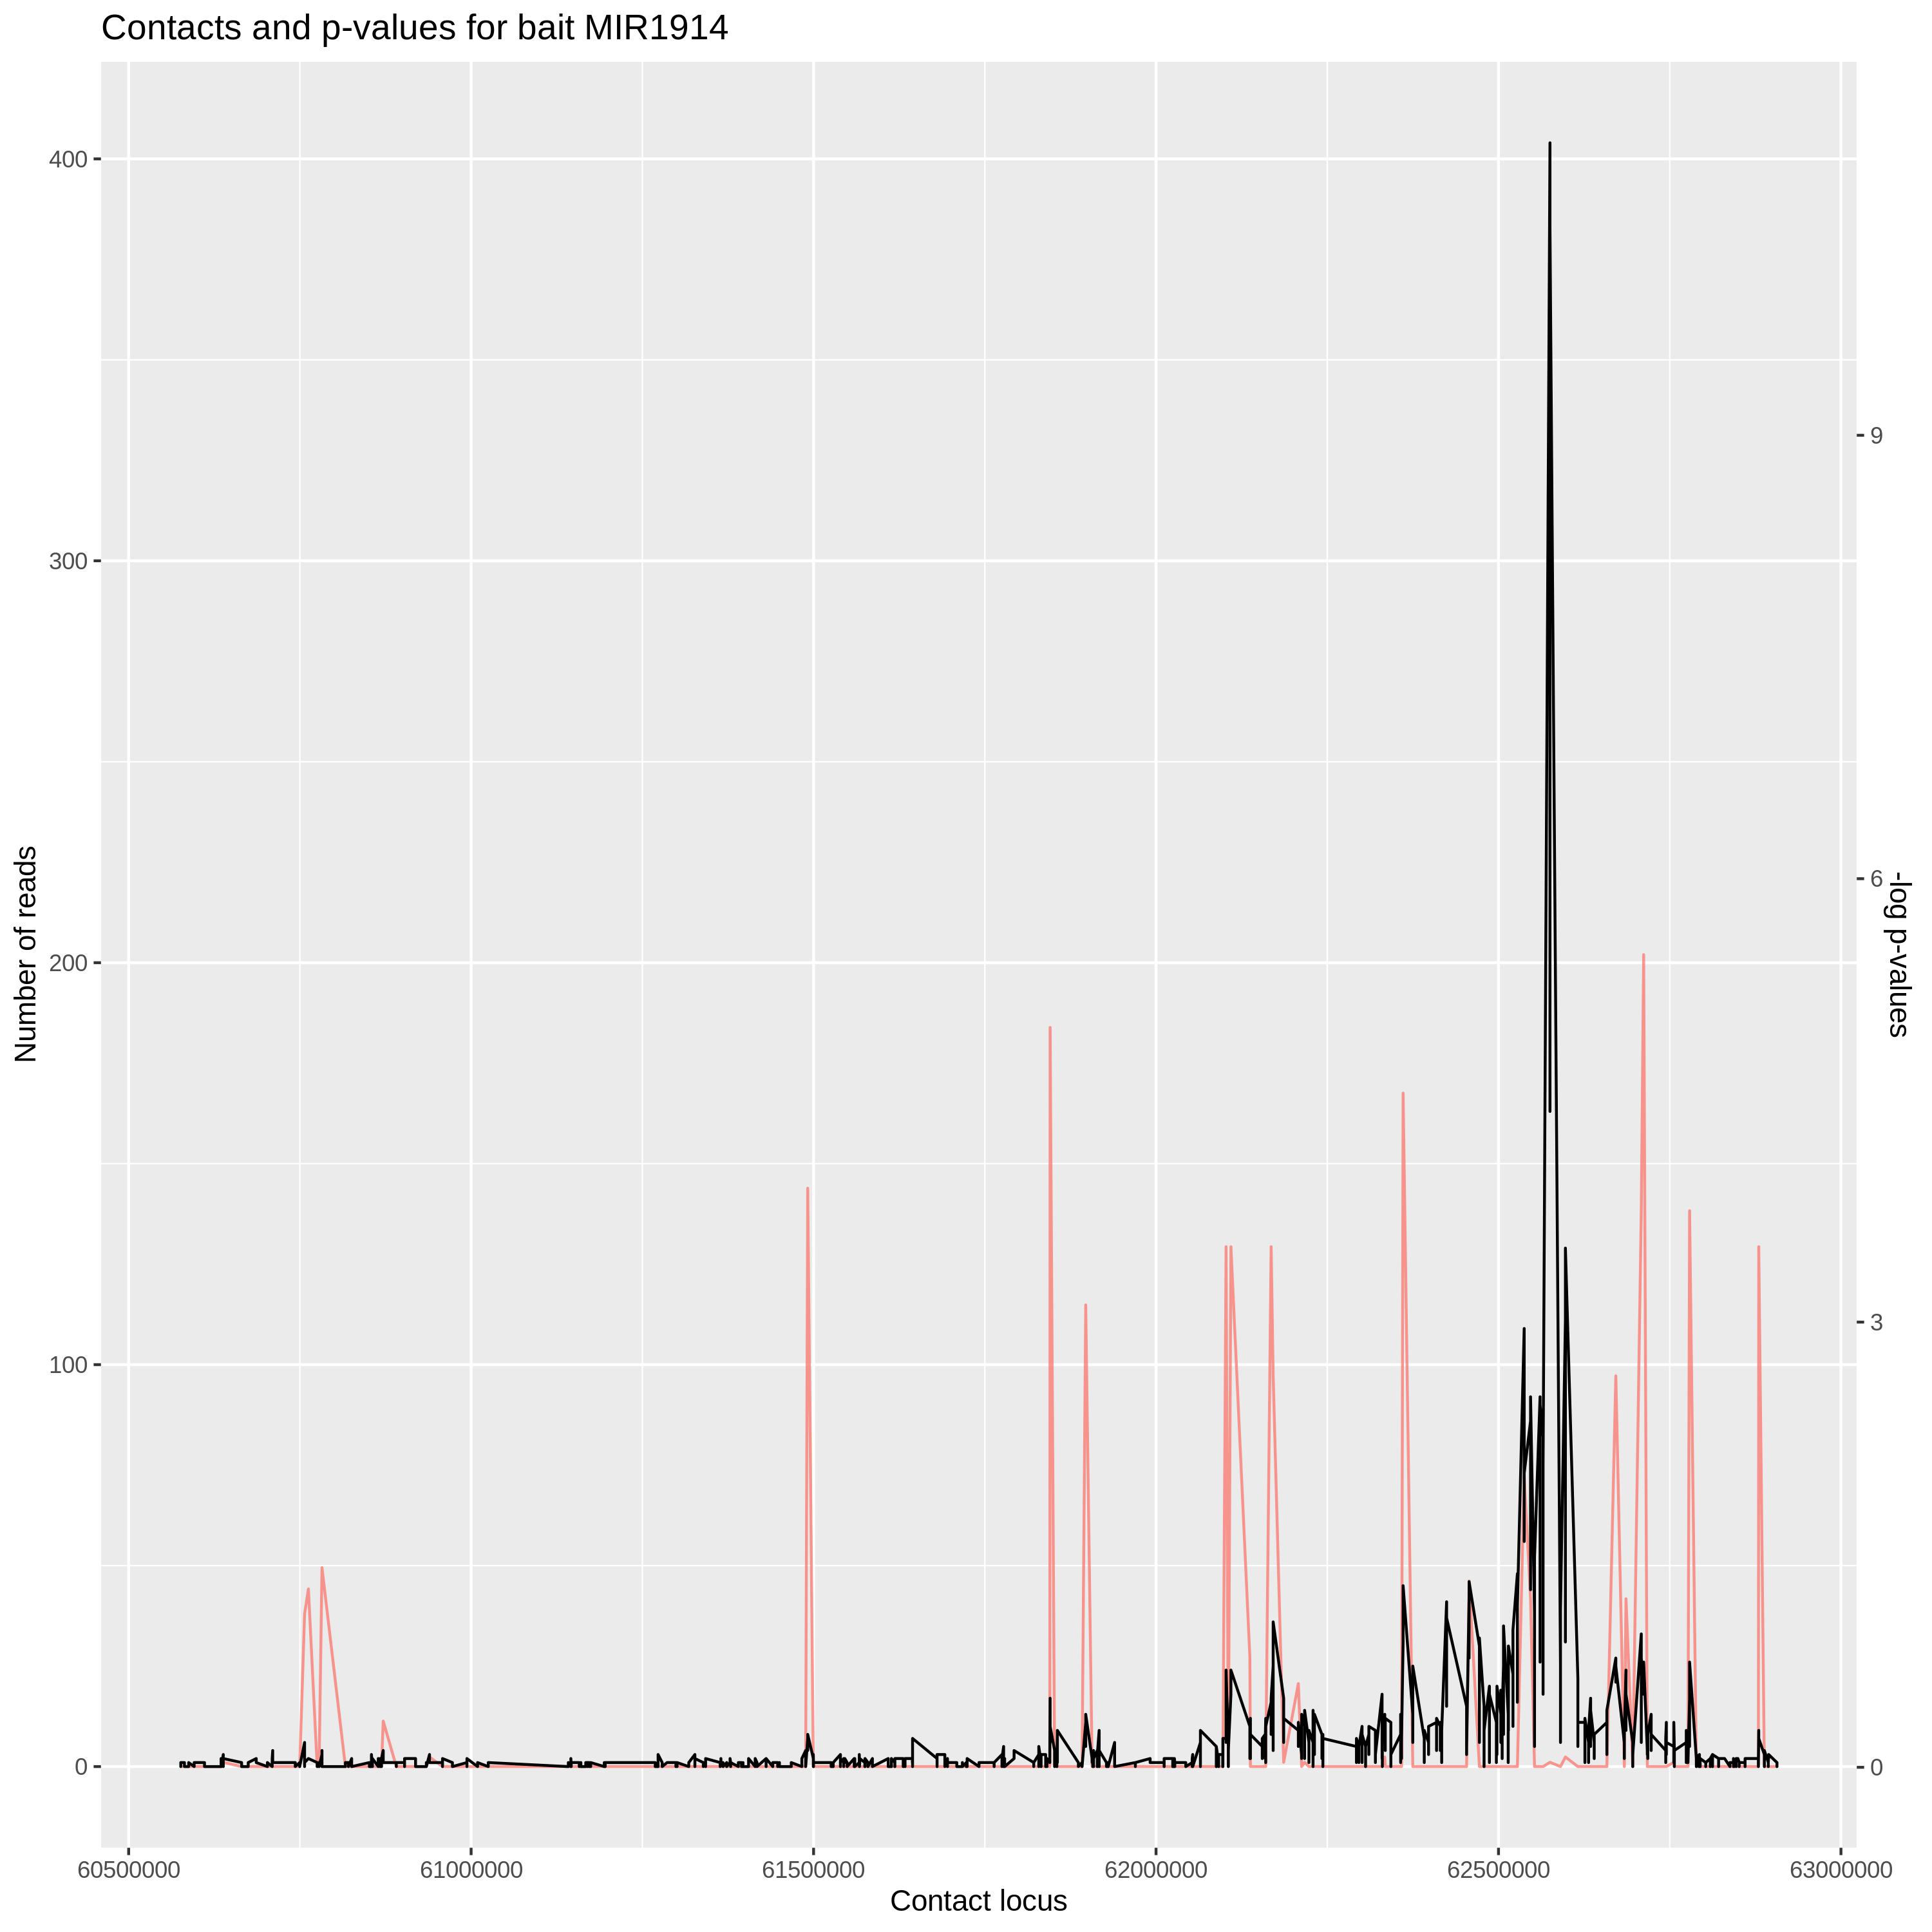 Contacts and p-values for bait MIR1914
400
300
200
100
0
Number of reads
9
6
3
0
-log p-values
60500000 61000000 61500000 62000000 62500000 63000000
Contact locus